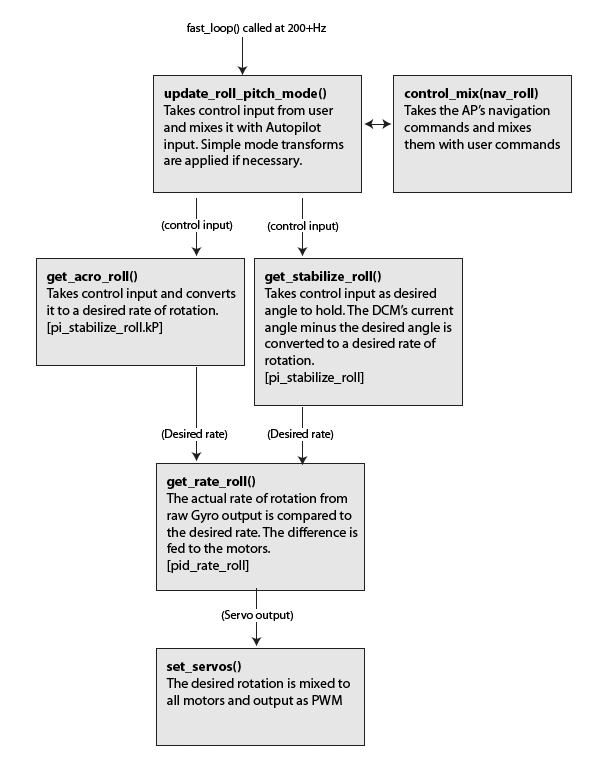 fast_loop() called at 200+Hz
update_roll_pitch_mode()
Takes control input from user
and mixes it with Autopilot
input. Simple mode transforms
are applied if necessary.
control_mix(nav_roll)
Takes the AP's navigation
commands and mixes
them with user commands
(control input)
(control input)
get_acro_roll()
Takes control input and converts
it to a desired rate of rotation.
[pi_stabilize_roll.kP]
get_stabilize_roll()
Takes control input as desired
angle to hold. The DCM's current
angle minus the desired angle is
converted to a desired rate of
rotation.
[pi_stabilize_roll]
(Desired rate)
(Desired rate)
get_rate_roll()
The actual rate of rotation from
raw Gyro output is compared to
the desired rate. The difference is
fed to the motors.
[pid_rate_roll]
(Servo output)
set_servos()
The desired rotation is mixed to
all motors and output as PWM